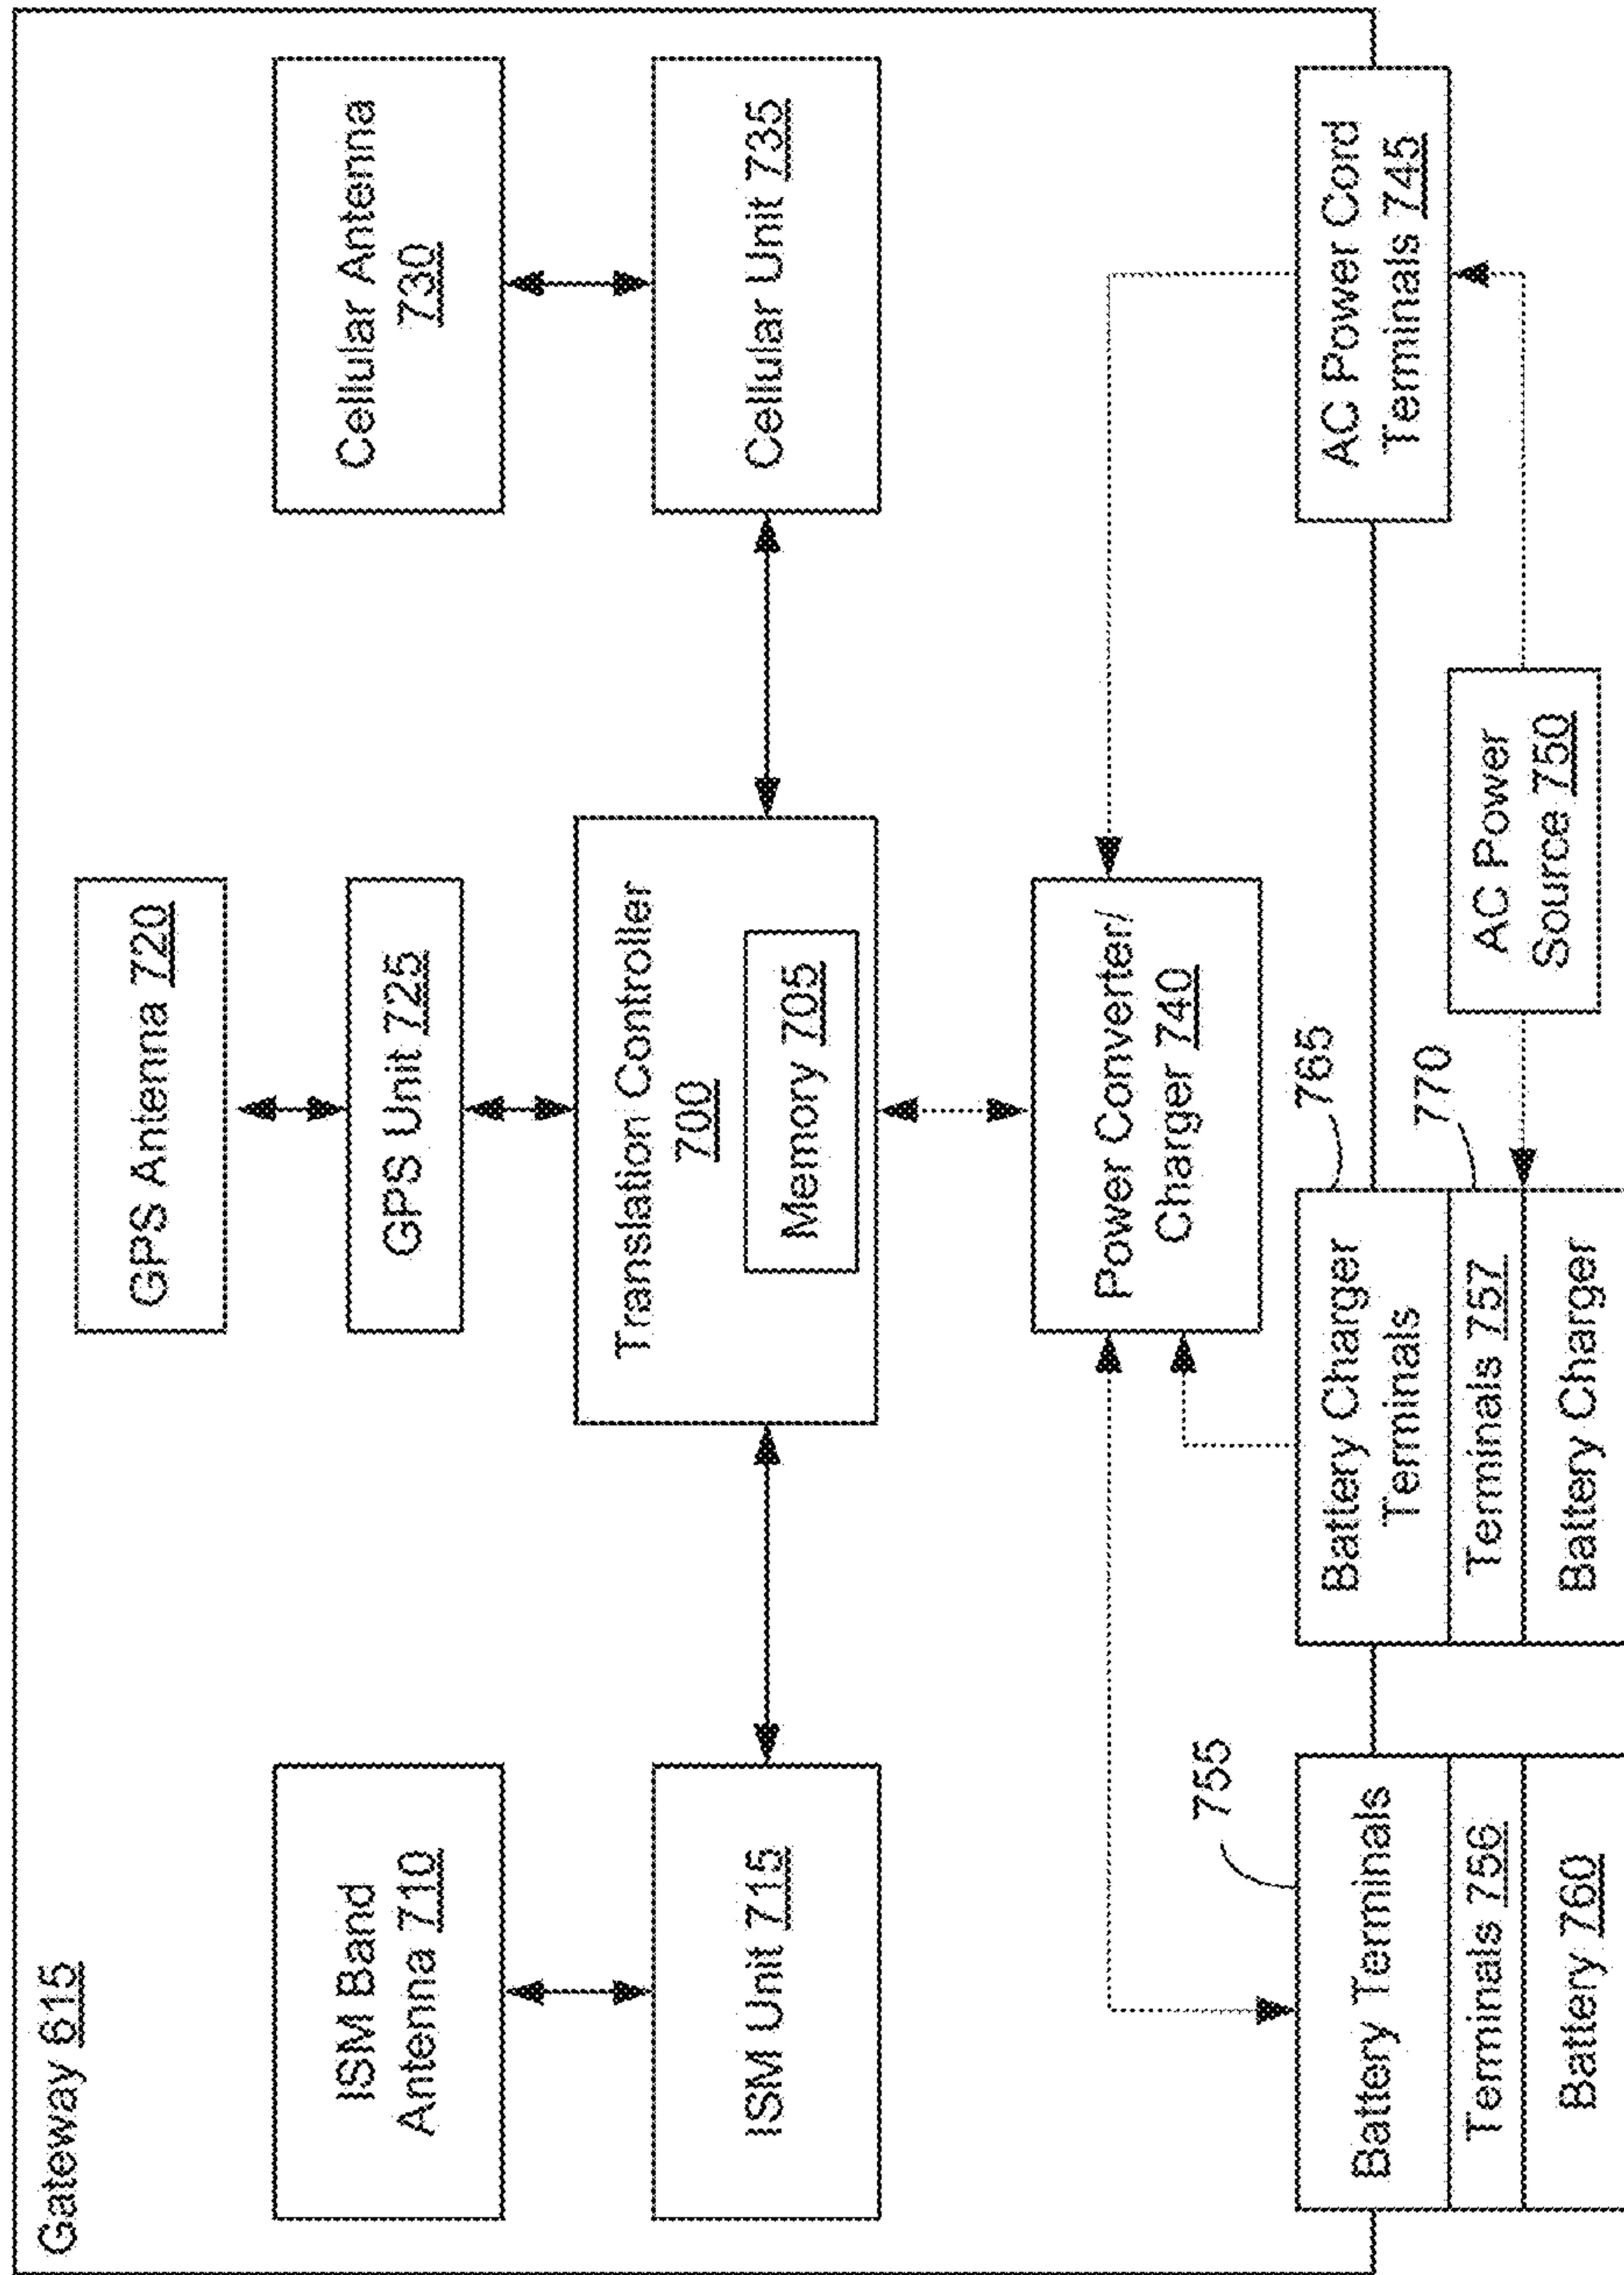 Gateway 615
GPS Antenna 720
ISM Band
Antenna 710
GPS Unit 725
Cellular Antenna
730
ISM Unit 715
Translation Controller
700
Memory 705
Cellular Unit 735
Power Converter/
Charger 740
755
765
Battery Terminals
Terminals 756
Battery 760
Battery Charger
Terminals
Terminals 757
Battery Charger
770
AC Power
Source 750
AC Power Cord
Terminals 745